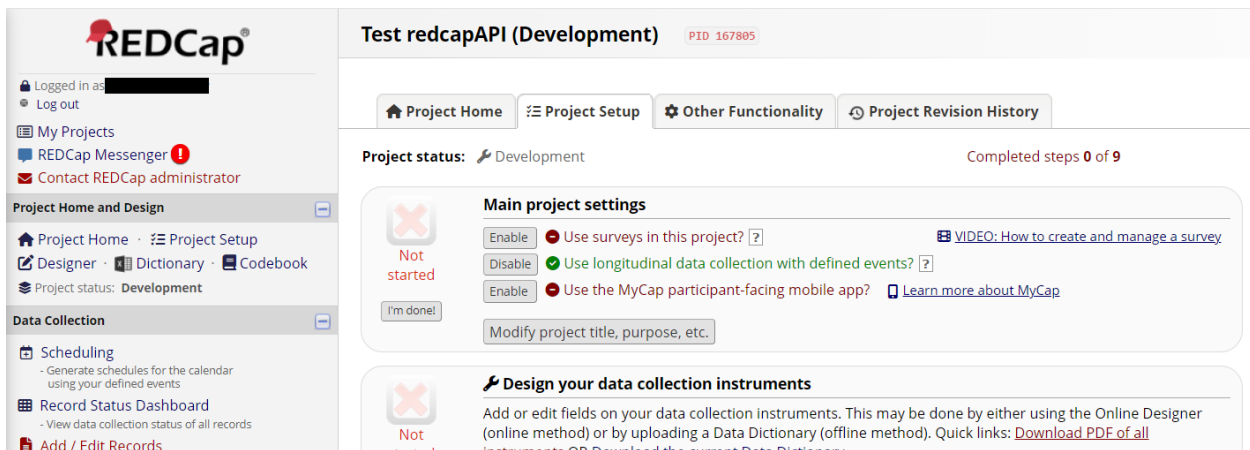 REDCap®
Logged in as
Log out
My Projects
REDCap Messenger
Contact REDCap administrator
Project Home and Design
Project Home · Project Setup
Designer · Dictionary · Codebook
Project status: Development
Data Collection
Scheduling
- Generate schedules for the calendar
using your defined events
Record Status Dashboard
- View data collection status of all records
Add / Edit Records
Test redcapAPI (Development) PID 167805
Project Home Project Setup Other Functionality Project Revision History
Project status: Development Completed steps 0 of 9
Not
started
I'm done!
Main project settings
Enable Use surveys in this project? ? VIDEO: How to create and manage a survey
Disable Use longitudinal data collection with defined events? ?
Enable Use the MyCap participant-facing mobile app? Learn more about MyCap
Modify project title, purpose, etc.
Not
Design your data collection instruments
Add or edit fields on your data collection instruments. This may be done by either using the Online Designer
(online method) or by uploading a Data Dictionary (offline method). Quick links: Download PDF of all
instruments OR Download the current Data Dictionary